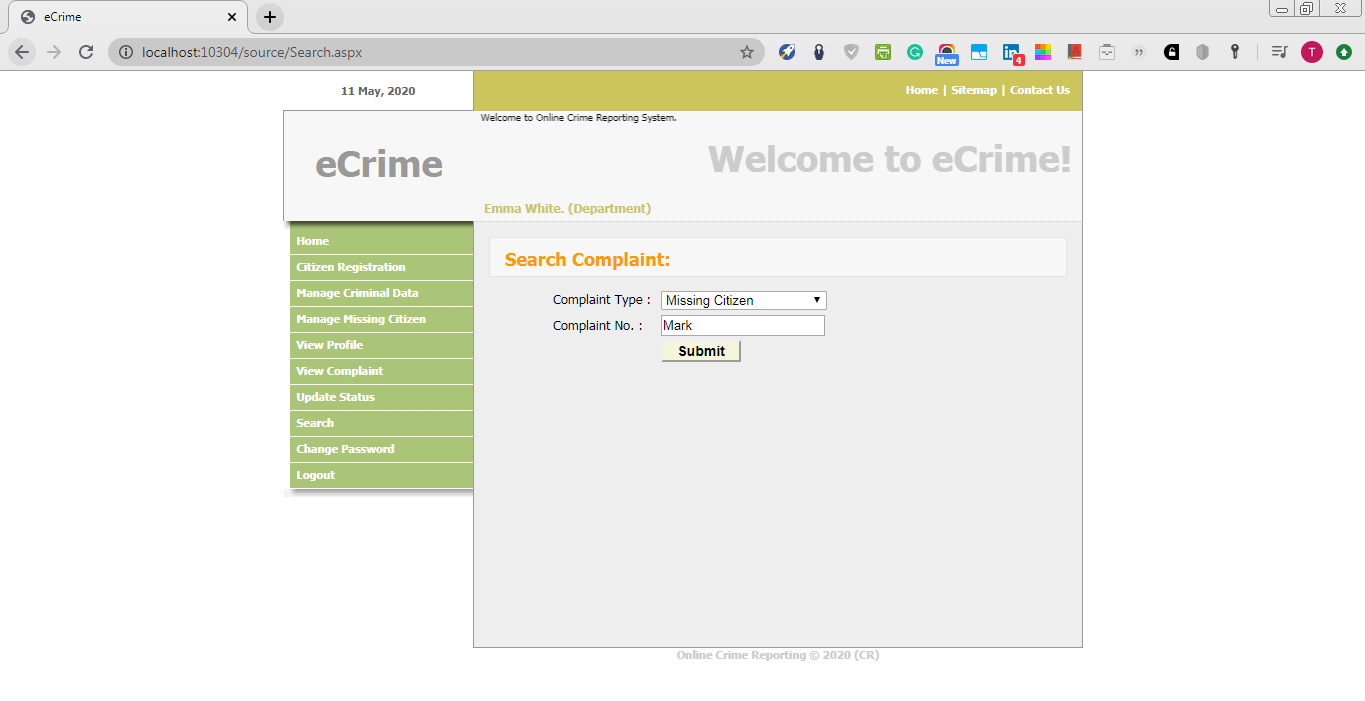 eCrime
localhost:10304/source/Search.aspx
New
4
T
11 May, 2020
Home | Sitemap | Contact Us
Welcome to Online Crime Reporting System.
eCrime
Welcome to eCrime!
Emma White. (Department)
Home
Citizen Registration
Manage Criminal Data
Manage Missing Citizen
View Profile
View Complaint
Update Status
Search
Change Password
Logout
Search Complaint:
Complaint Type : Missing Citizen
Complaint No. : Mark
Submit
Online Crime Reporting © 2020 (CR)